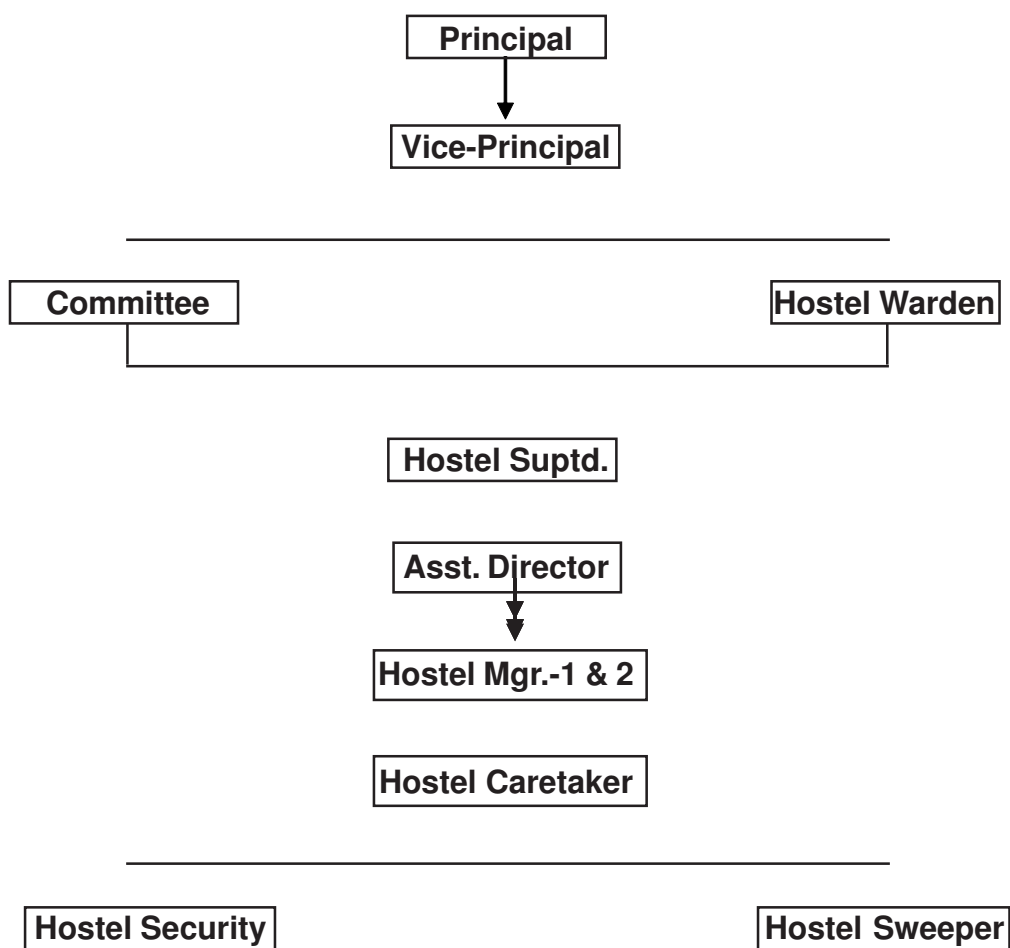 Principal
Vice-Principal
Committee
Hostel Warden
Hostel Suptd.
Asst. Director
Hostel Mgr.-1 & 2
Hostel Caretaker
Hostel Security
Hostel Sweeper